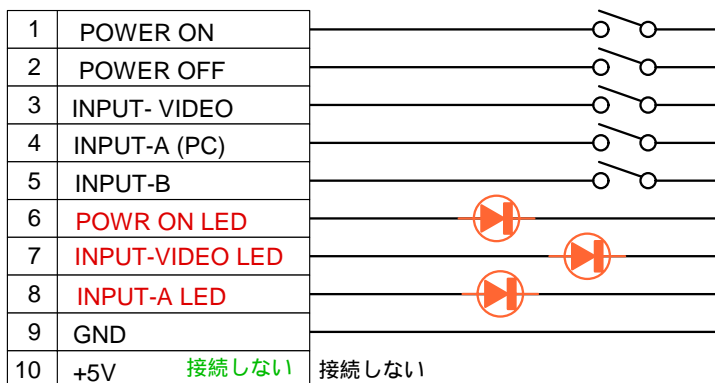 1 POWER ON
2 POWER OFF
3 INPUT- VIDEO
4 INPUT-A (PC)
5 INPUT-B
6 POWR ON LED
7 INPUT-VIDEO LED
8 INPUT-A LED
9 GND
10 +5V 接続しない 接続しない